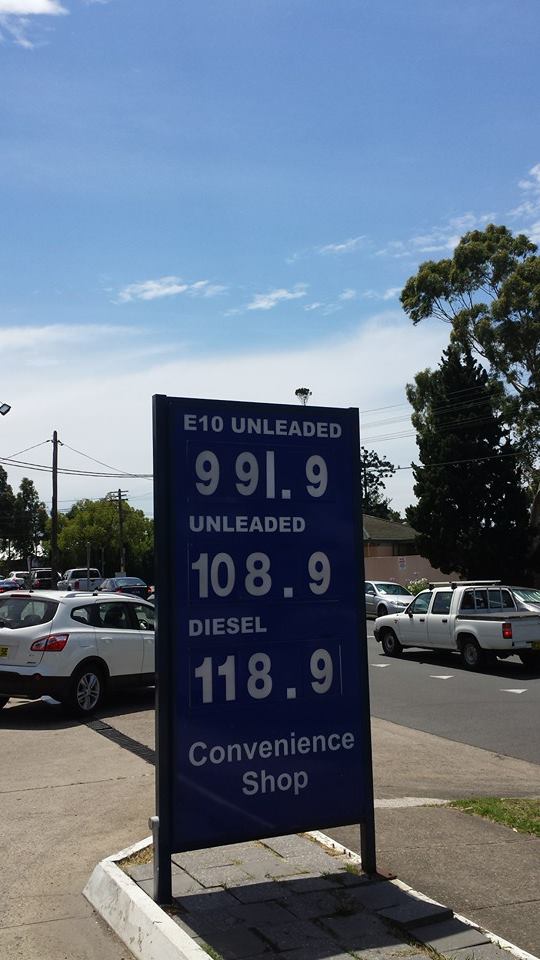 E10 UNLEADED
991.9
UNLEADED
108.9
DIESEL
118.9
Convenience
Shop